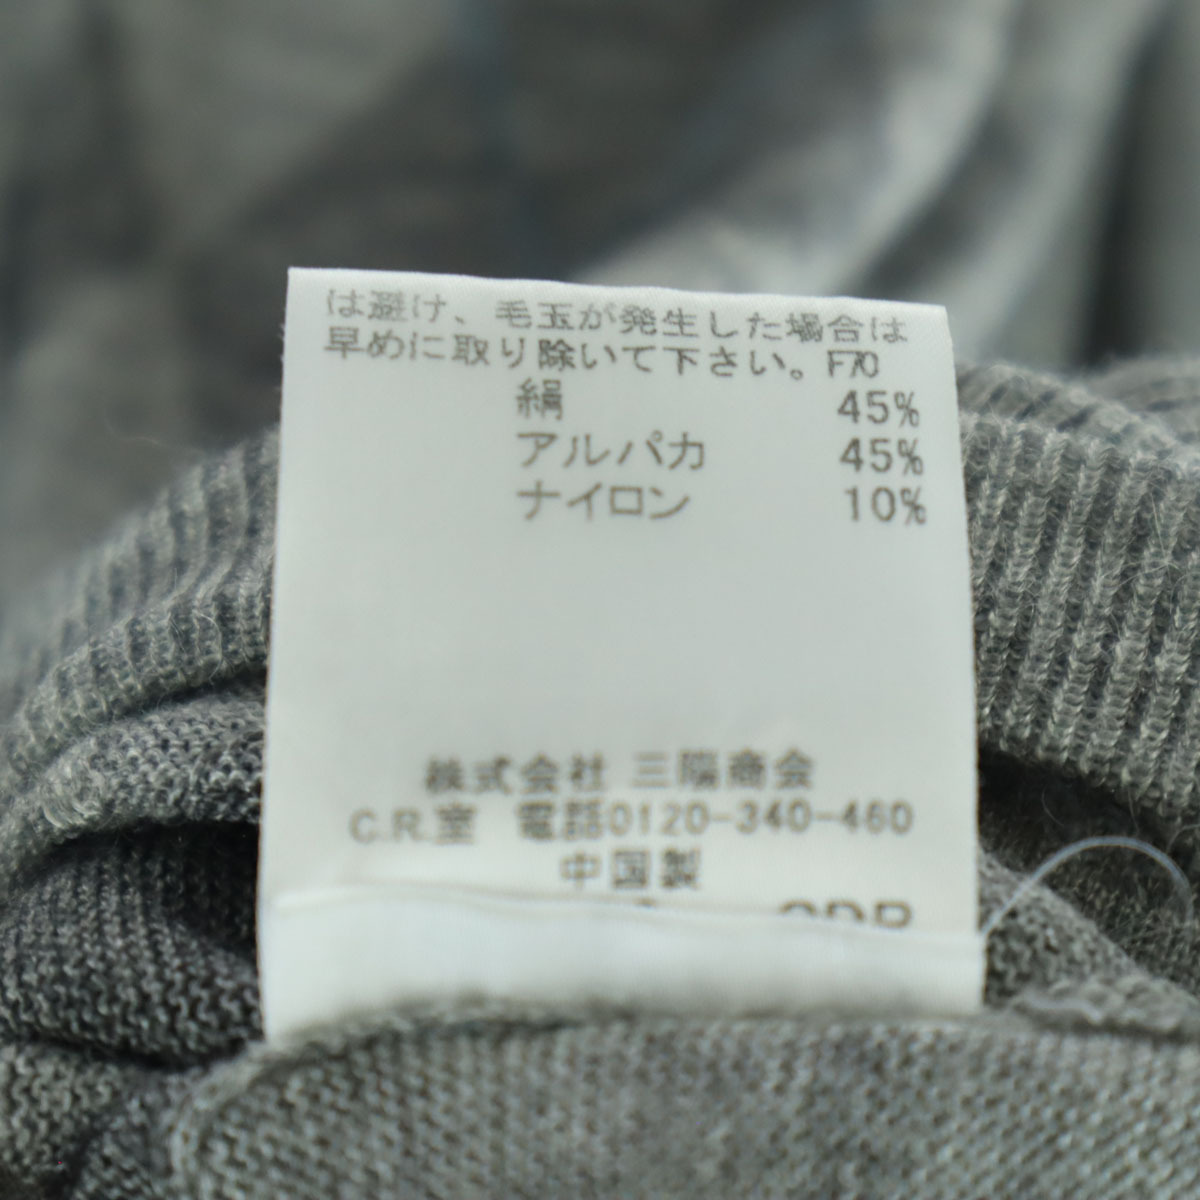 は避け、毛玉が発生した場合は
早めに取り除いて下さい。F70
絹 45%
アルパカ 45%
ナイロン 10%
株式会社 三陽商会
C.R.室 電話0120-340-460
中国製